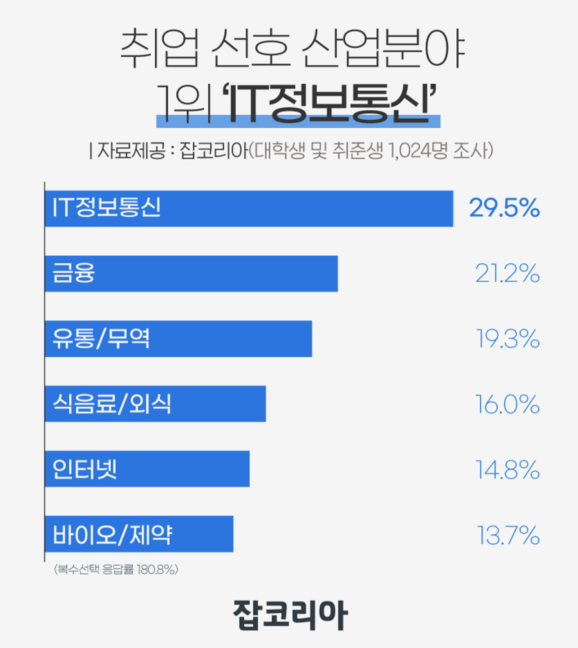 취업 선호 산업분야
1위 ‘IT정보통신’
| 자료제공 : 잡코리아(대학생 및 취준생 1,024명 조사)
IT정보통신 29.5%
금융 21.2%
유통/무역 19.3%
식음료/외식 16.0%
인터넷 14.8%
바이오/제약 13.7%
(복수선택 응답률 180.8%)
잡코리아